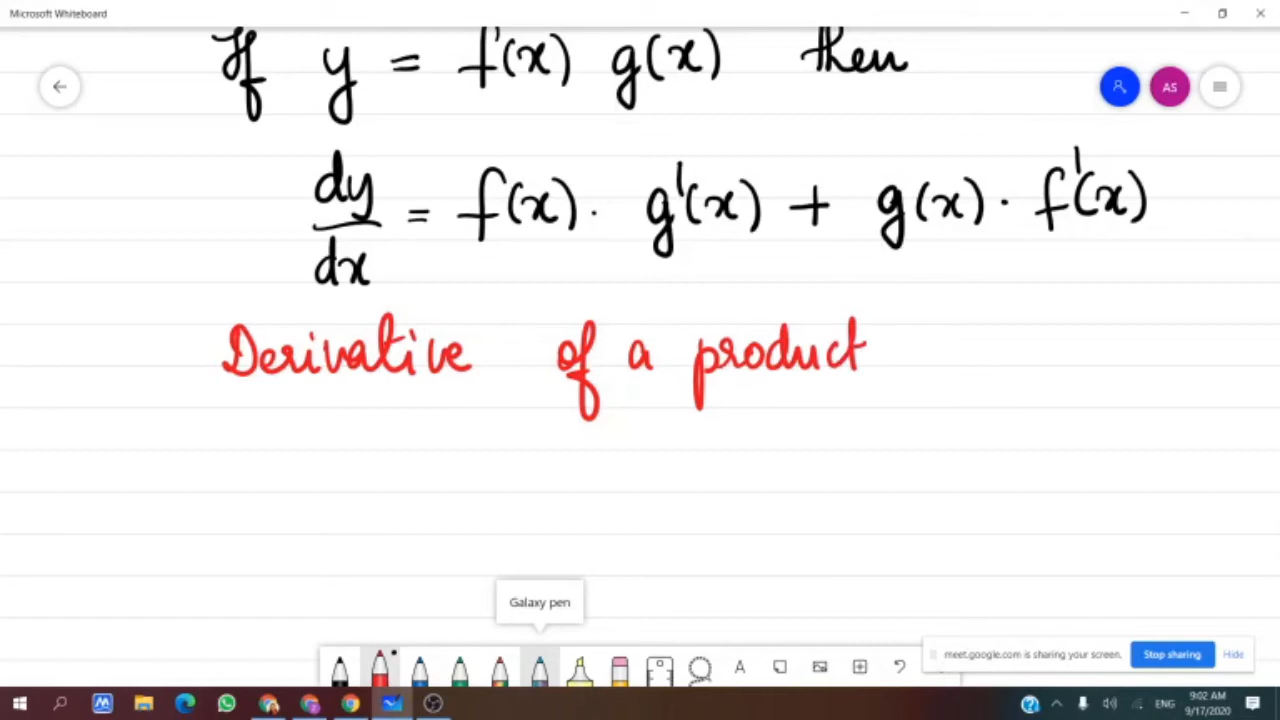 Microsoft Whiteboard
If y = f(x) g(x) then
AS
dy/dx = f(x) · g'(x) + g(x) · f'(x)
Derivative of a product
Galaxy pen
meet.google.com is sharing your screen.
Stop sharing
Hide
A
ENG
9:02 AM
9/17/2020